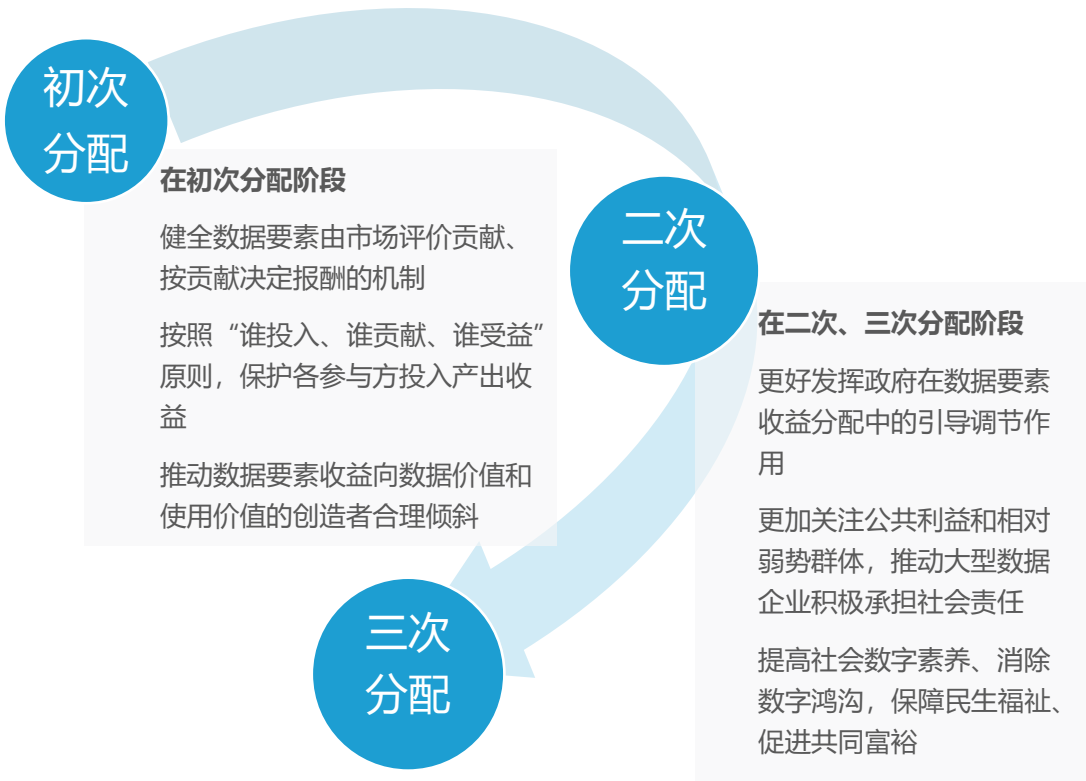 初次
分配
在初次分配阶段
健全数据要素由市场评价贡献、
按贡献决定报酬的机制
按照“谁投入、谁贡献、谁受益”
原则，保护各参与方投入产出收
益
推动数据要素收益向数据价值和
使用价值的创造者合理倾斜
二次
分配
在二次、三次分配阶段
更好发挥政府在数据要素
收益分配中的引导调节作
用
更加关注公共利益和相对
弱势群体，推动大型数据
企业积极承担社会责任
提高社会数字素养、消除
数字鸿沟，保障民生福祉、
促进共同富裕
三次
分配